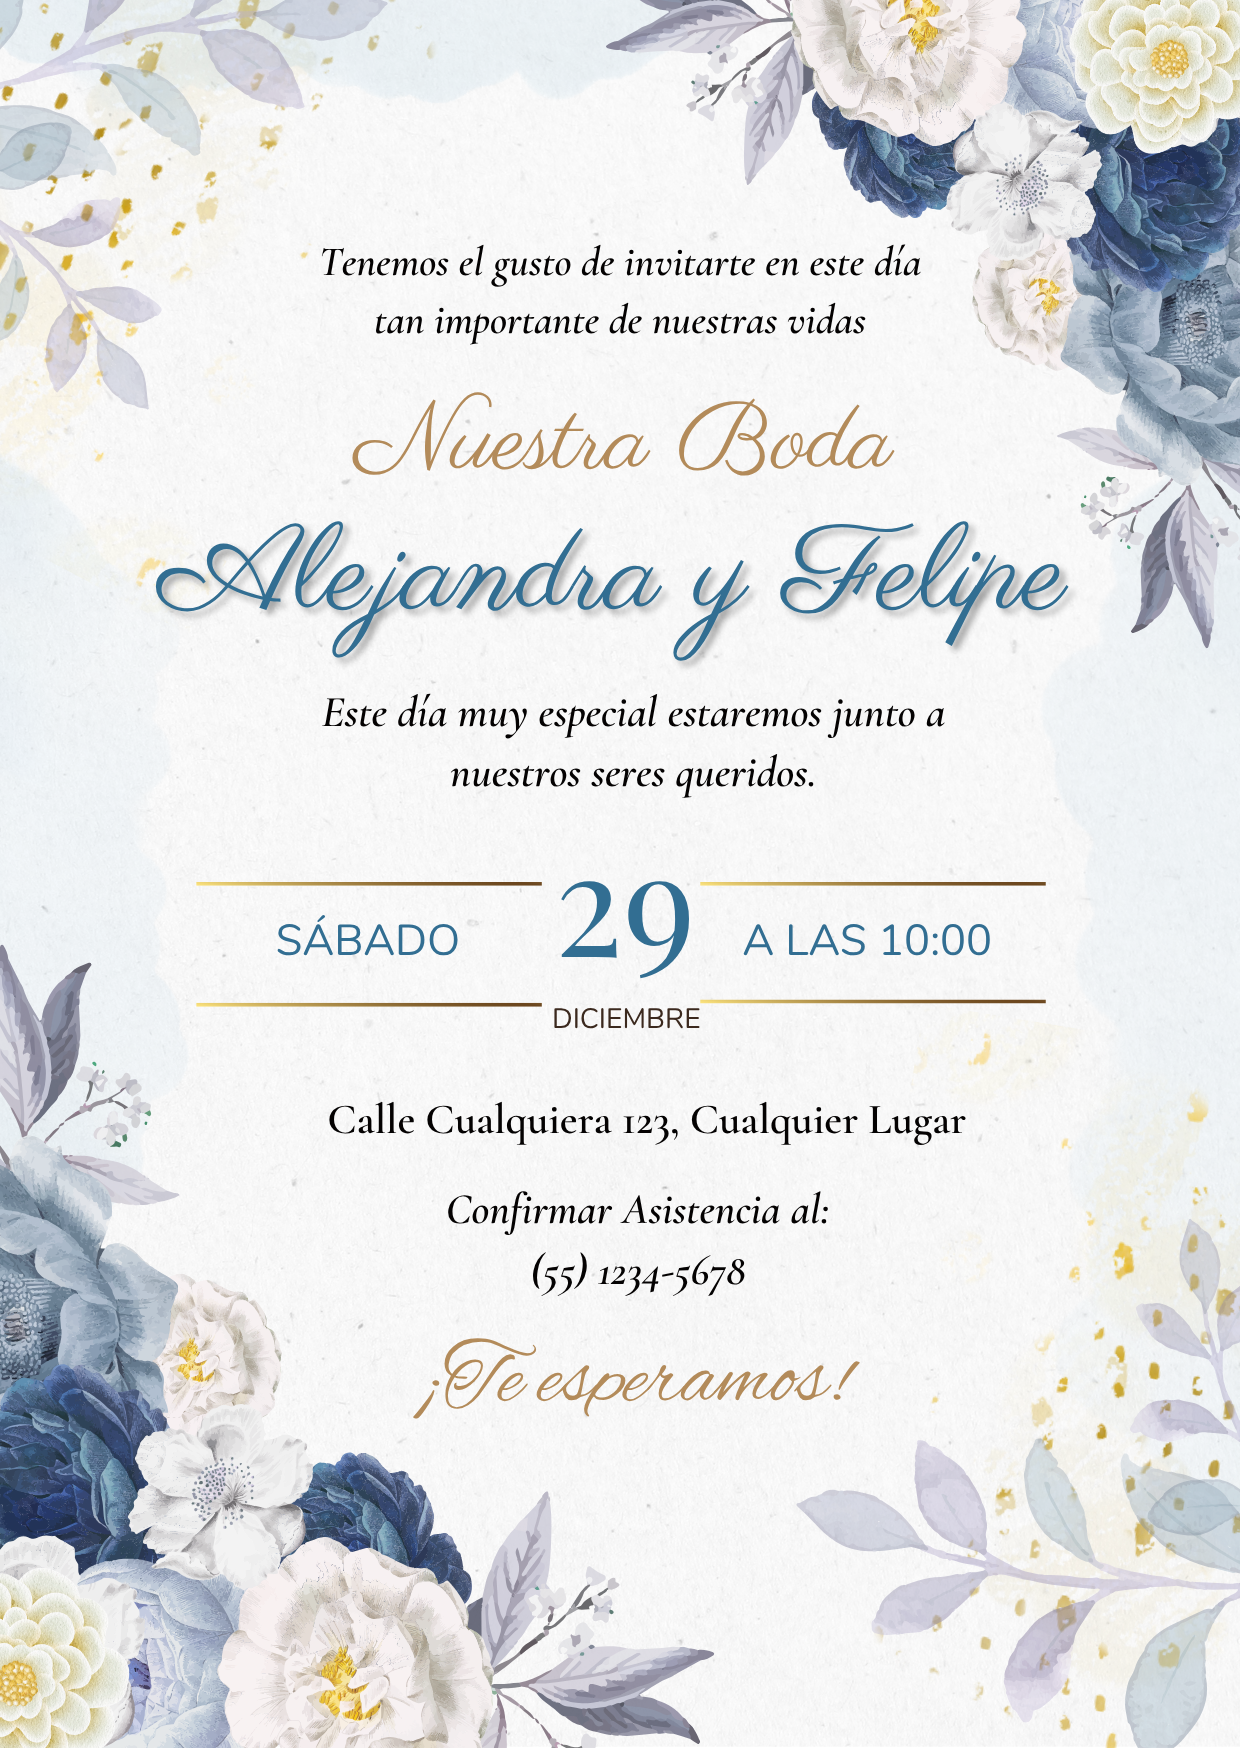 Tenemos el gusto de invitarte en este día
tan importante de nuestras vidas
Nuestra Boda
Alejandra y Felipe
Este día muy especial estaremos junto a
nuestros seres queridos.
SÁBADO 29 A LAS 10:00
DICIEMBRE
Calle Cualquiera 123, Cualquier Lugar
Confirmar Asistencia al:
(55) 1234-5678
¡Te esperamos!